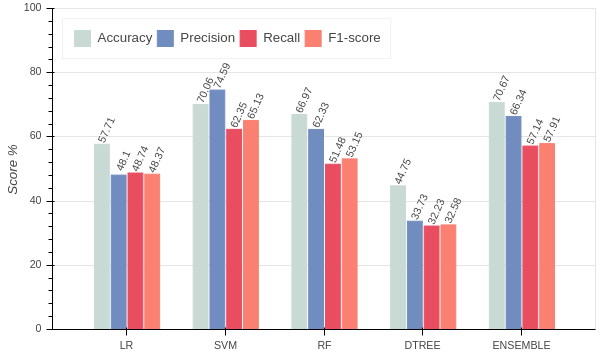 100
80
60
40
20
0
Score %
Accuracy Precision Recall F1-score
57.71 48.1 48.74 48.37
70.06 74.59 62.35 65.13
66.97 62.33 51.48 53.15
44.75 33.73 32.23 32.58
70.67 66.34 57.14 57.91
LR SVM RF DTREE ENSEMBLE